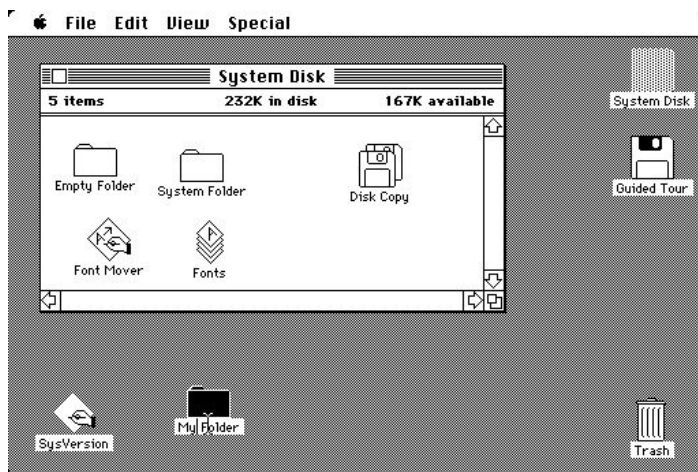 File Edit View Special
System Disk
5 items 232K in disk 167K available
Empty Folder System Folder Disk Copy
Font Mover Fonts
System Disk
Guided Tour
SysVersion My Folder Trash